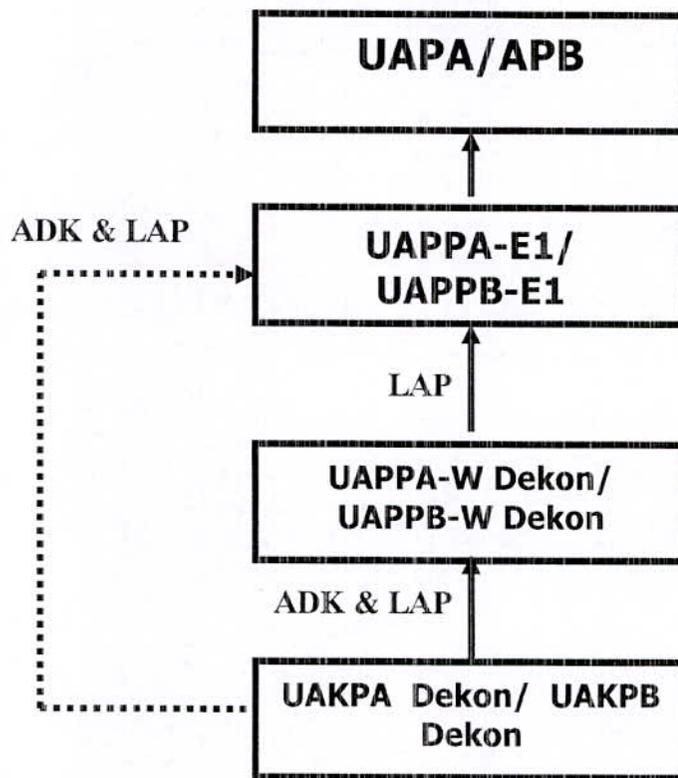 UAPA/APB
ADK & LAP
UAPPA-E1/
UAPPB-E1
LAP
UAPPA-W Dekon/
UAPPB-W Dekon
ADK & LAP
UAKPA Dekon/ UAKPB
Dekon